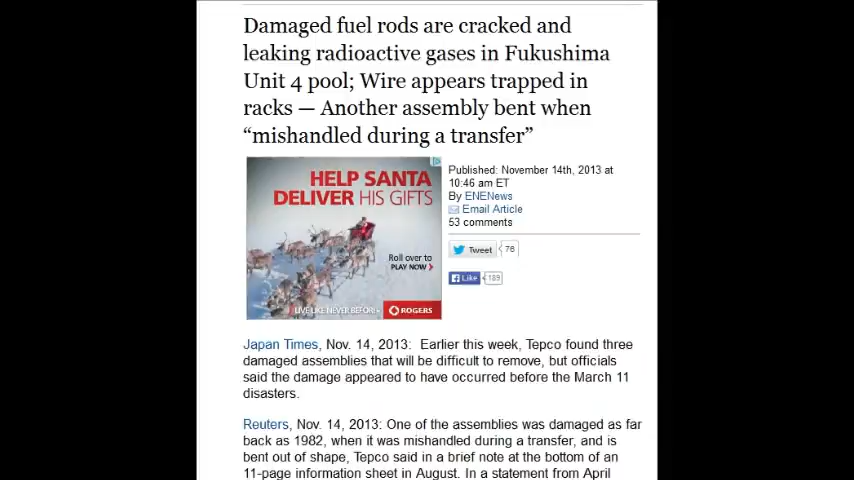 Damaged fuel rods are cracked and
leaking radioactive gases in Fukushima
Unit 4 pool; Wire appears trapped in
racks — Another assembly bent when
“mishandled during a transfer”
HELP SANTA
DELIVER HIS GIFTS
Roll over to
PLAY NOW
LIVE LIKE NEVER BEFORE
ROGERS
Published: November 14th, 2013 at
10:46 am ET
By ENENews
Email Article
53 comments
Tweet 76
Like 189
Japan Times, Nov. 14, 2013: Earlier this week, Tepco found three
damaged assemblies that will be difficult to remove, but officials
said the damage appeared to have occurred before the March 11
disasters.
Reuters, Nov. 14, 2013: One of the assemblies was damaged as far
back as 1982, when it was mishandled during a transfer, and is
bent out of shape, Tepco said in a brief note at the bottom of an
11-page information sheet in August. In a statement from April